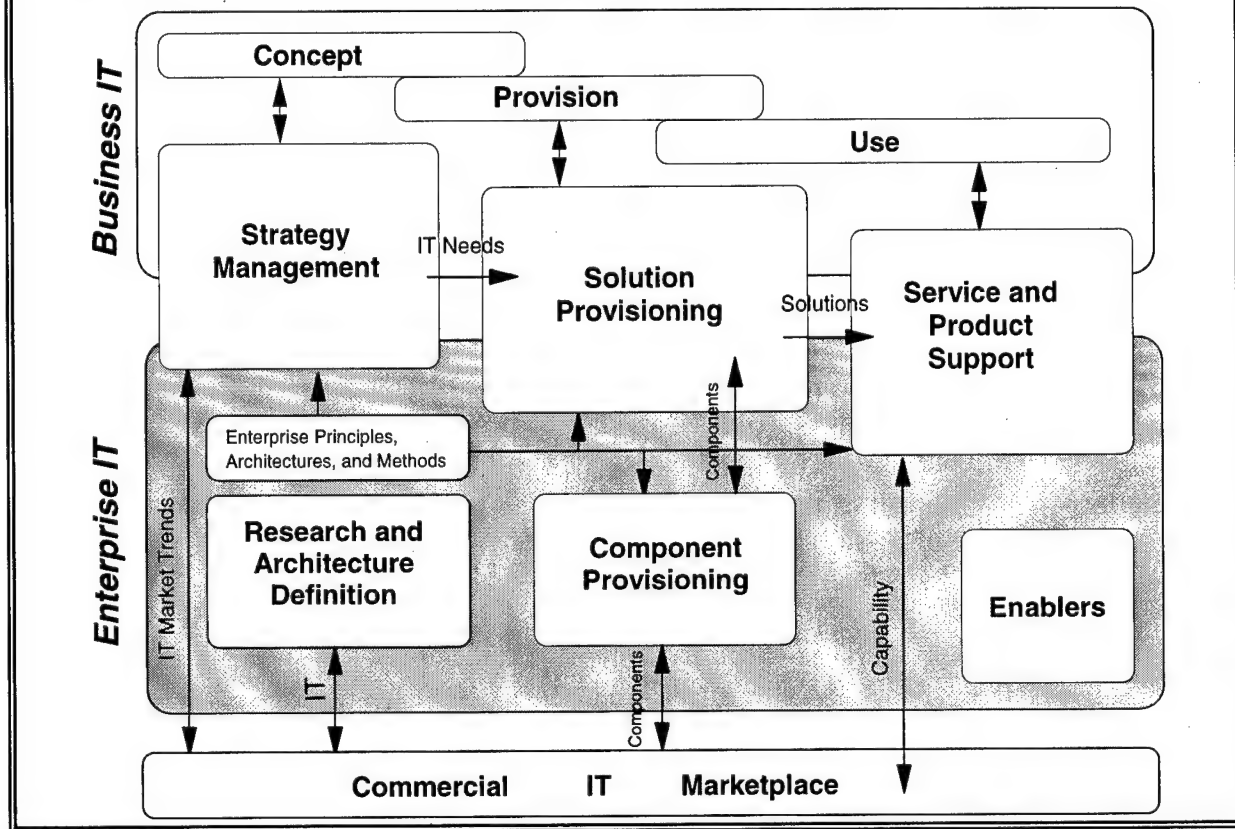 Business IT
Concept
Provision
Use
Strategy
Management
IT Needs
Solution
Provisioning
Solutions
Service and
Product
Support
Enterprise IT
IT Market Trends
Enterprise Principles,
Architectures, and Methods
Components
Research and
Architecture
Definition
Component
Provisioning
Enablers
IT
Components
Capability
Commercial IT Marketplace